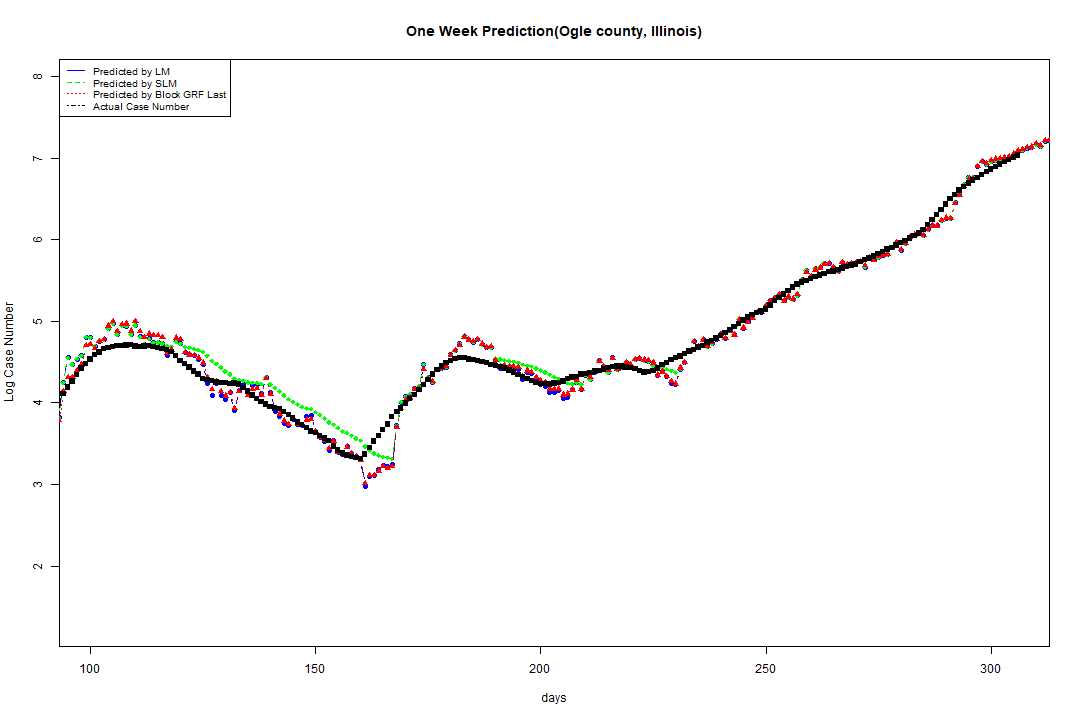 One Week Prediction(Ogle county, Illinois)
Predicted by LM
Predicted by SLM
Predicted by Block GRF Last
Actual Case Number
8
7
6
5
4
3
2
Log Case Number
100 150 200 250 300
days